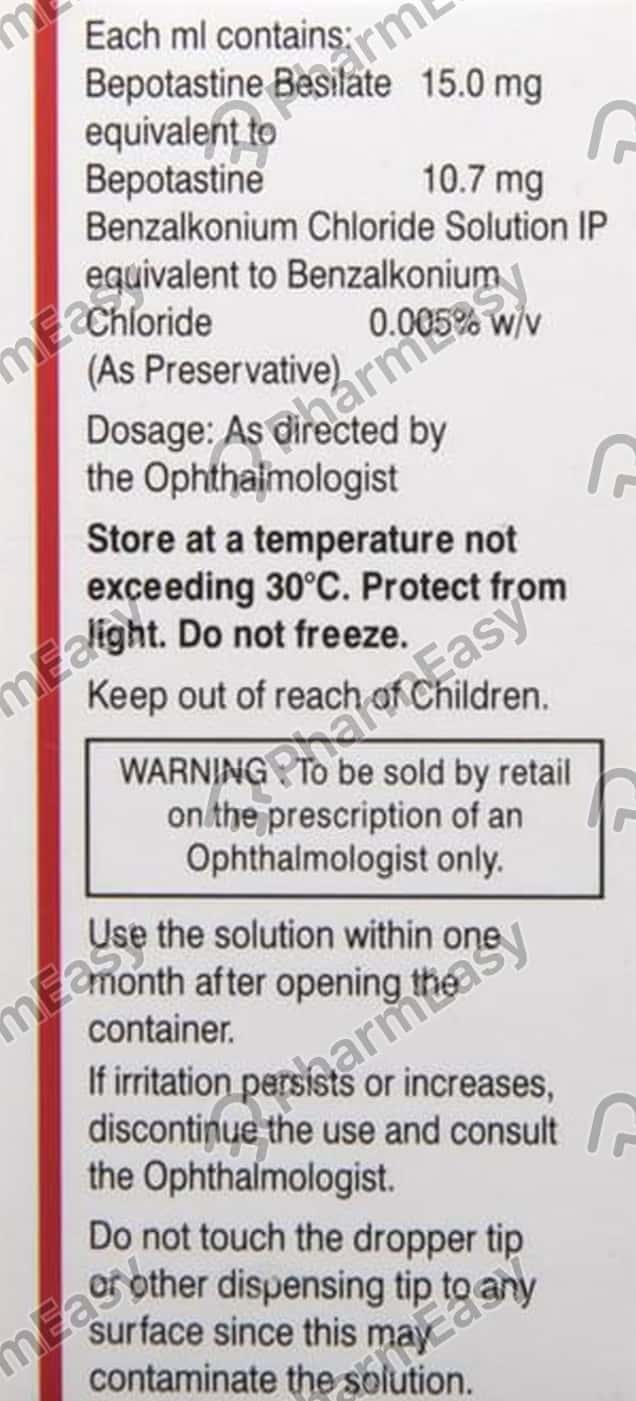 Each ml contains:
Bepotastine Besilate 15.0 mg
equivalent to
Bepotastine 10.7 mg
Benzalkonium Chloride Solution IP
equivalent to Benzalkonium
Chloride 0.005% w/v
(As Preservative)
Dosage: As directed by
the Ophthalmologist
Store at a temperature not
exceeding 30°C. Protect from
light. Do not freeze.
Keep out of reach of Children.
WARNING : To be sold by retail
on the prescription of an
Ophthalmologist only.
Use the solution within one
month after opening the
container.
If irritation persists or increases,
discontinue the use and consult
the Ophthalmologist.
Do not touch the dropper tip
or other dispensing tip to any
surface since this may
contaminate the solution.
PharmEasy